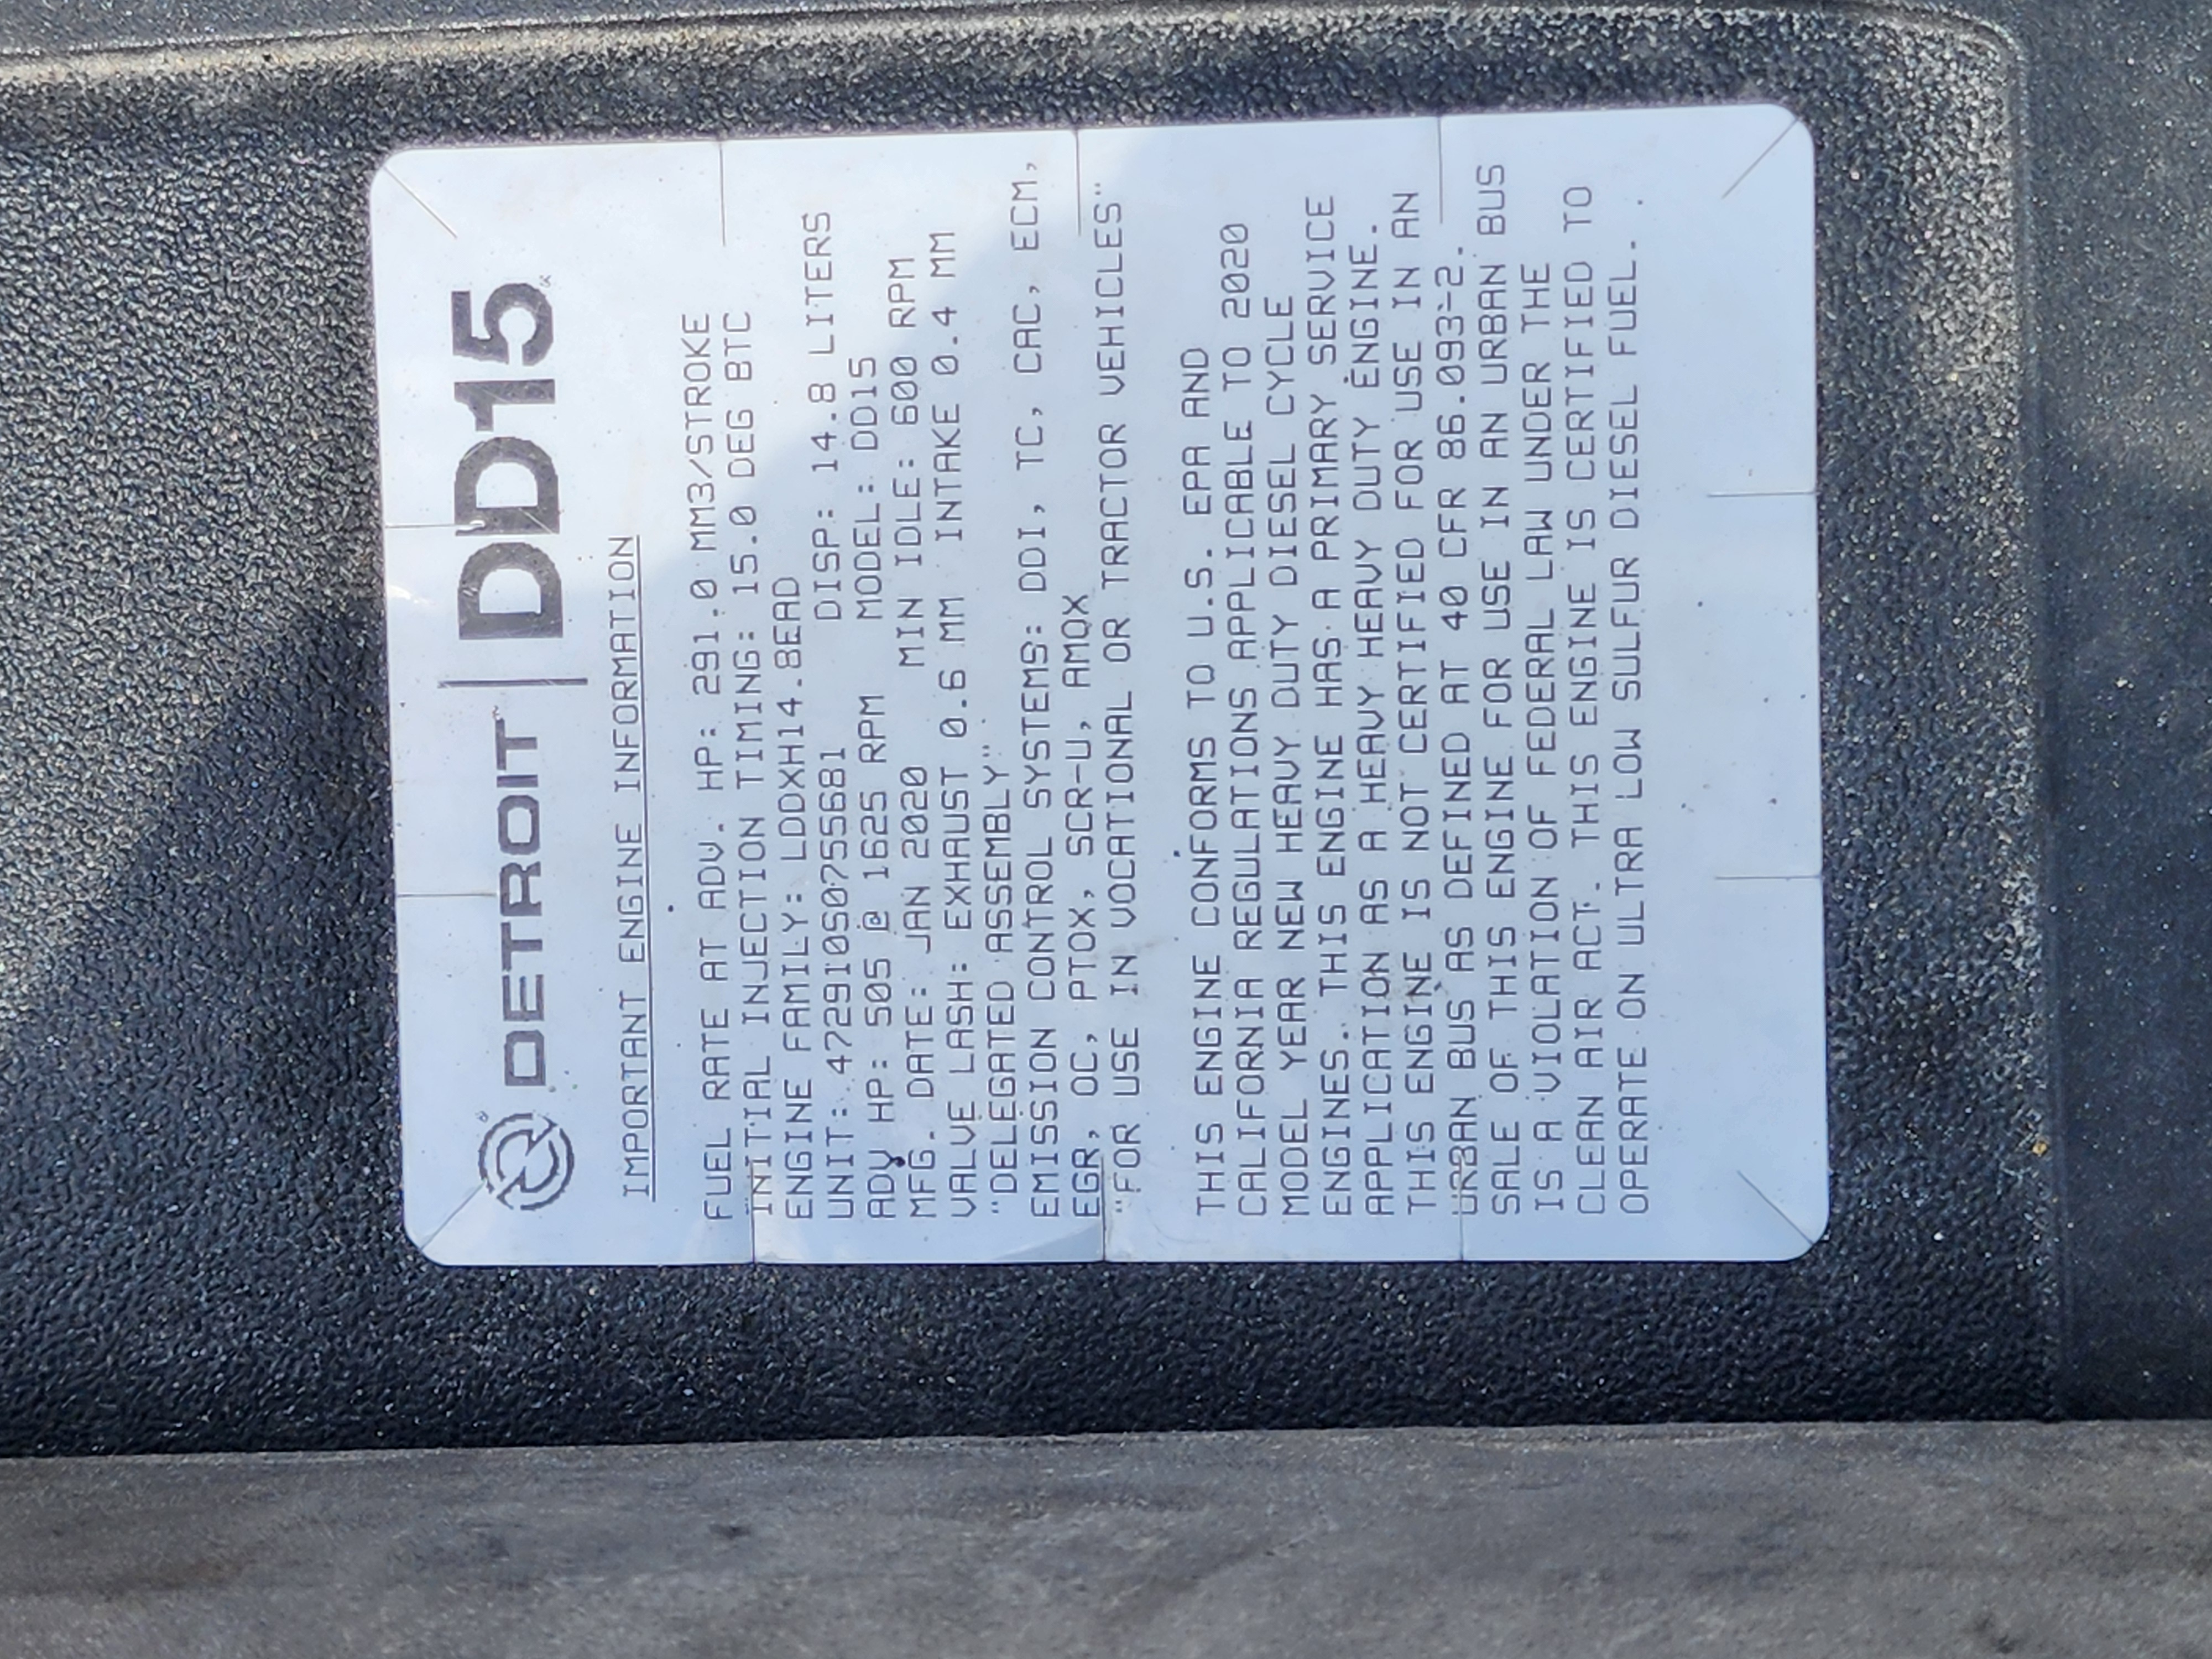 DETROIT™ | DD15
IMPORTANT ENGINE INFORMATION
FUEL RATE AT ADV. HP: 291.0 MM3/STROKE
INITIAL INJECTION TIMING: 15.0 DEG BTC
ENGINE FAMILY: LDDXH14.8EAD
UNIT: 472910S0755681 DISP: 14.8 LITERS
ADV HP: 505 @ 1625 RPM MODEL: DD15
MFG. DATE: JAN 2020 MIN IDLE: 600 RPM
VALVE LASH: EXHAUST 0.6 MM INTAKE 0.4 MM
"DELEGATED ASSEMBLY"
EMISSION CONTROL SYSTEMS: DDI, TC, CAC, ECM,
EGR, OC, PTOX, SCR-U, AMOX
"FOR USE IN VOCATIONAL OR TRACTOR VEHICLES"
THIS ENGINE CONFORMS TO U.S. EPA AND
CALIFORNIA REGULATIONS APPLICABLE TO 2020
MODEL YEAR NEW HEAVY DUTY DIESEL CYCLE
ENGINES. THIS ENGINE HAS A PRIMARY SERVICE
APPLICATION AS A HEAVY HEAVY DUTY ENGINE.
THIS ENGINE IS NOT CERTIFIED FOR USE IN AN
URBAN BUS AS DEFINED AT 40 CFR 86.093-2.
SALE OF THIS ENGINE FOR USE IN AN URBAN BUS
IS A VIOLATION OF FEDERAL LAW UNDER THE
CLEAN AIR ACT. THIS ENGINE IS CERTIFIED TO
OPERATE ON ULTRA LOW SULFUR DIESEL FUEL.